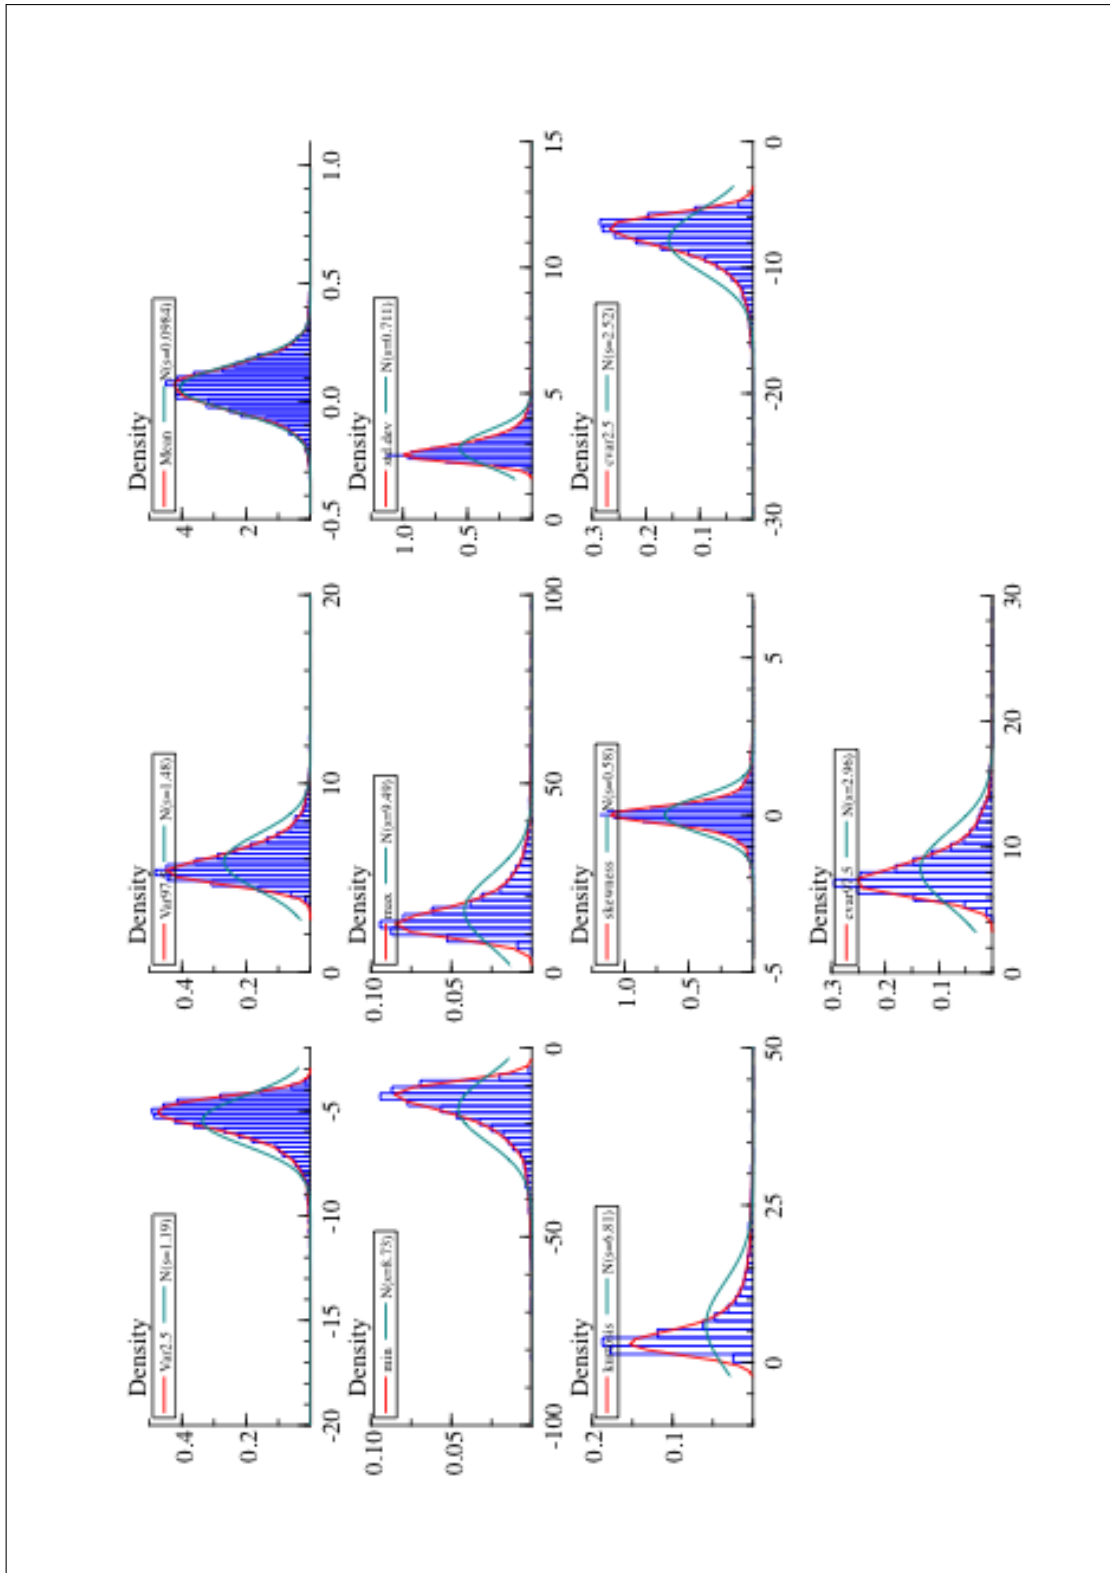 Density
Var2.5 N(s=1.19)
0.4
0.2
-20 -15 -10 -5
Density
Var97 N(s=1.48)
0.4
0.2
0 10 20
Density
Mean N(s=0.0984)
4
2
-0.5 0.0 0.5 1.0
Density
min N(s=8.73)
0.10
0.05
-100 -50 0
Density
max N(s=9.49)
0.10
0.05
0 50 100
Density
std.dev N(s=0.711)
1.0
0.5
0 5 10 15
Density
kurtosis N(s=6.81)
0.2
0.1
0 25 50
Density
skewness N(s=0.58)
1.0
0.5
-5 0 5
Density
cvar2.5 N(s=2.52)
0.3
0.2
0.1
-30 -20 -10 0
Density
cvar97.5 N(s=2.96)
0.3
0.2
0.1
0 10 20 30